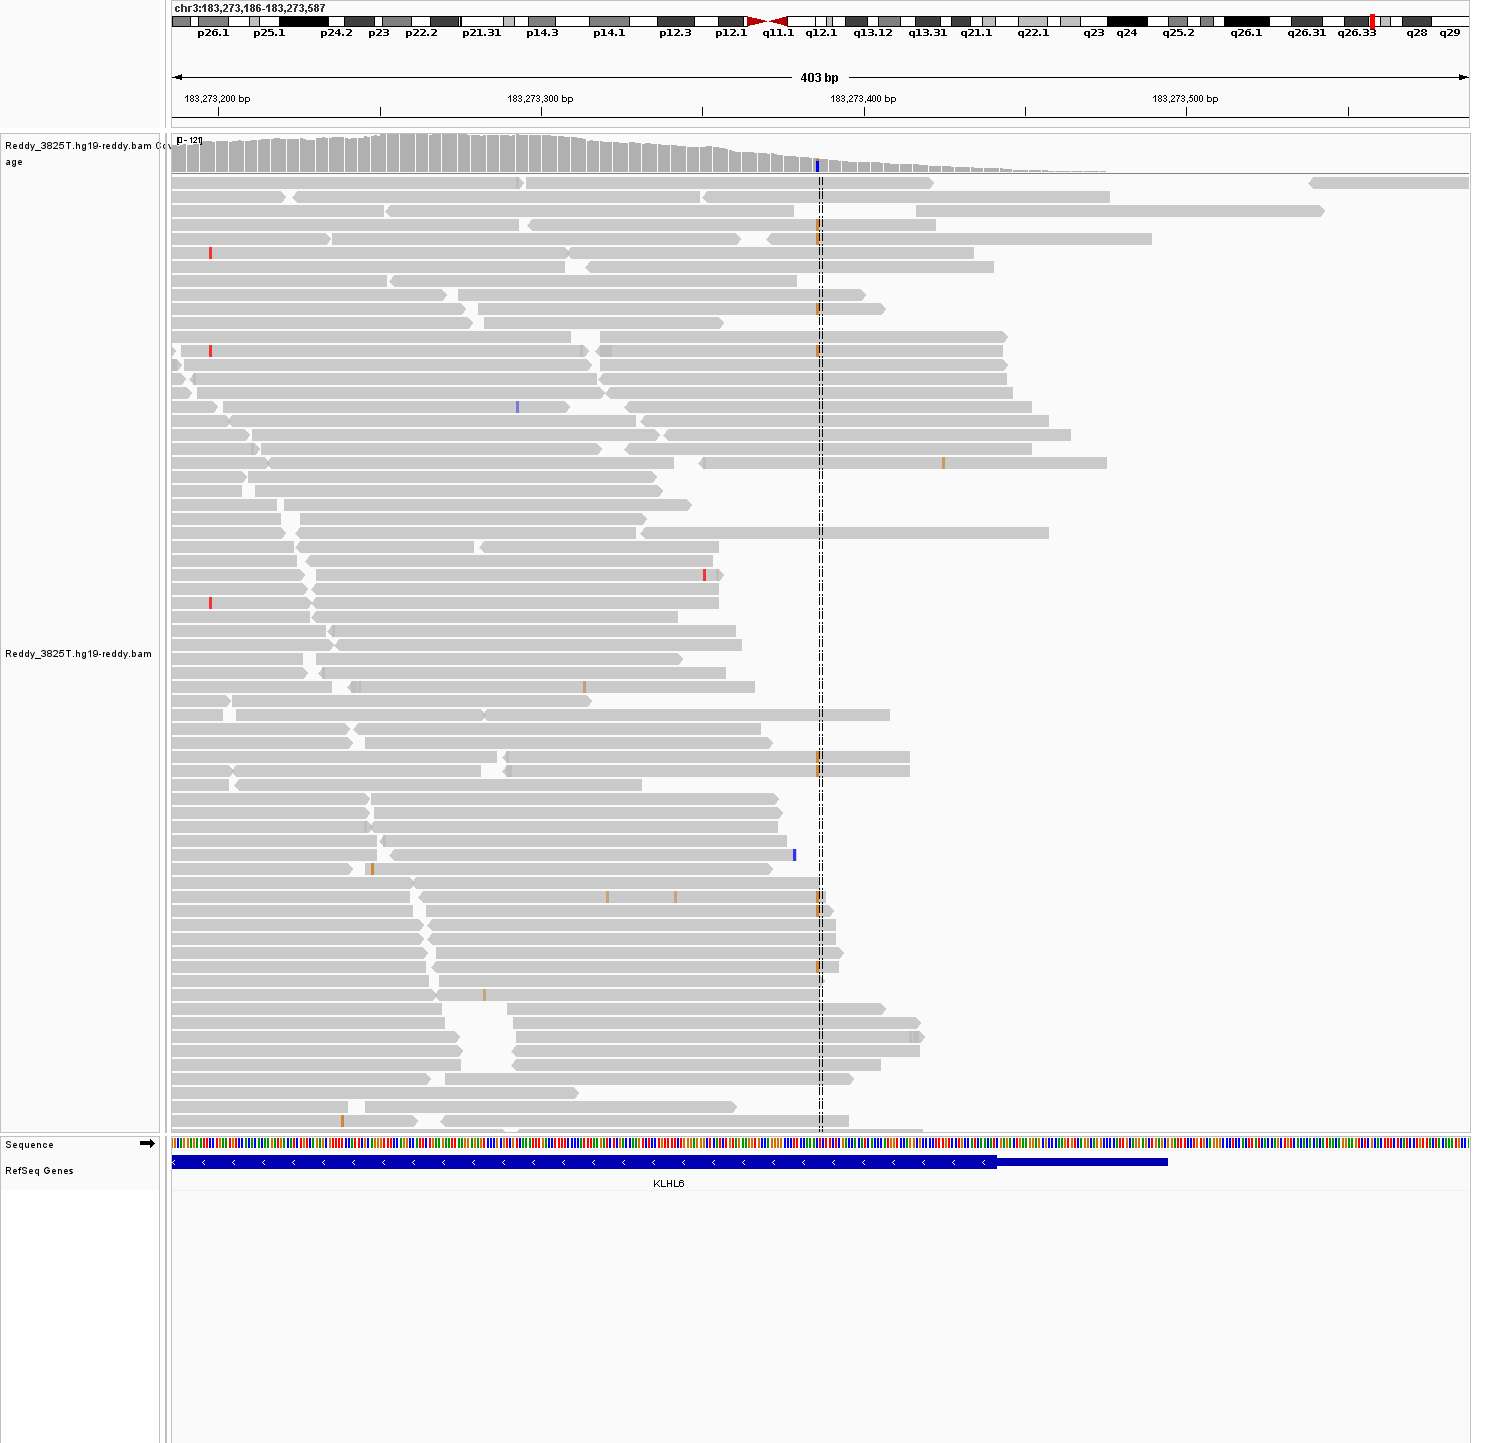 chr3:183,273,186-183,273,587
p26.1 p25.1 p24.2 p23 p22.2 p21.31 p14.3 p14.1 p12.3 p12.1 q11.1 q12.1 q13.12 q13.31 q21.1 q22.1 q23 q24 q25.2 q26.1 q26.31 q26.33 q28 q29
403 bp
183,273,200 bp 183,273,300 bp 183,273,400 bp 183,273,500 bp
Reddy_3825T.hg19-reddy.bam Cov
age
[0 - 121]
Reddy_3825T.hg19-reddy.bam
Sequence
RefSeq Genes
KLHL6